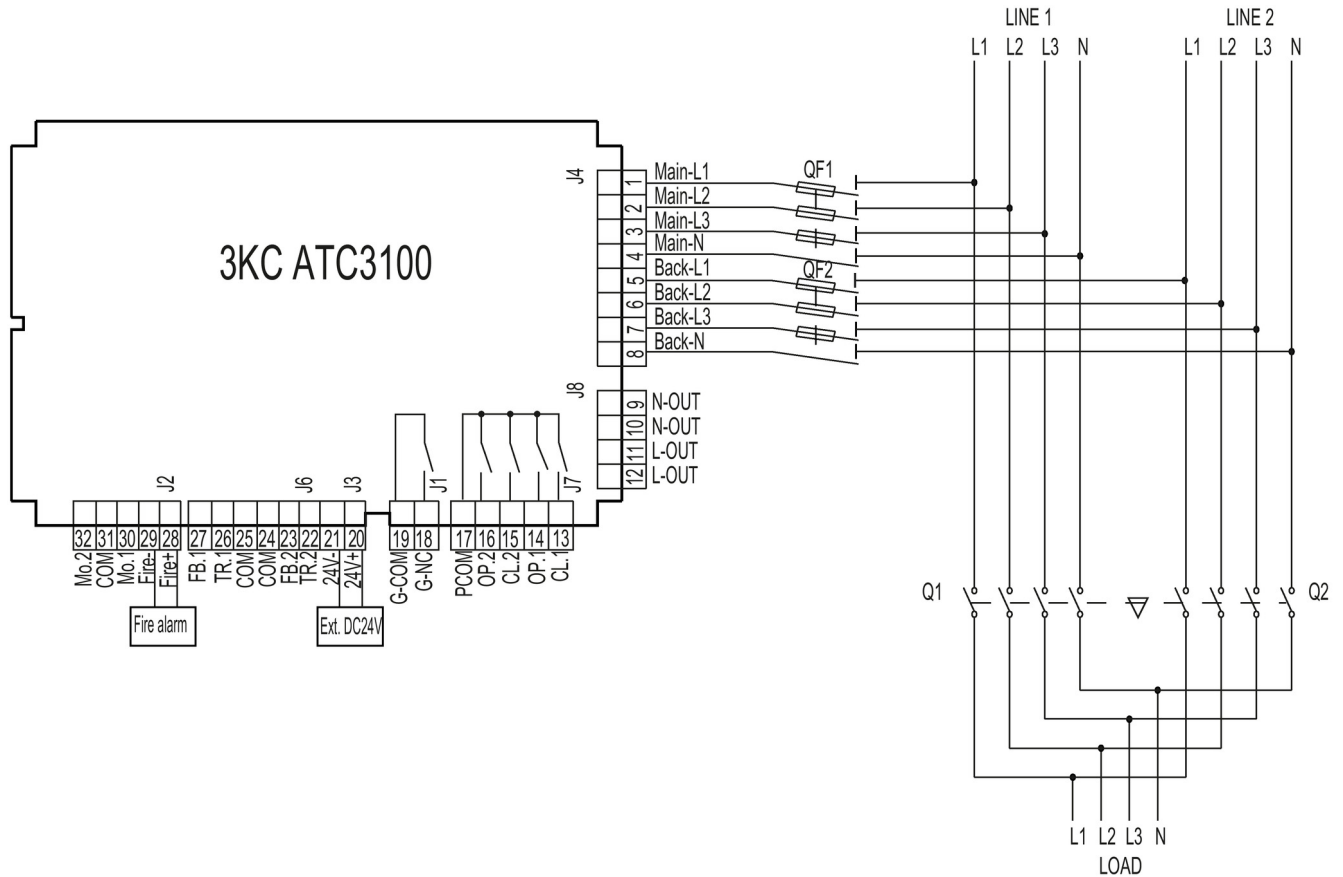 LINE 1
LINE 2
L1 L2 L3 N
L1 L2 L3 N
3KC ATC3100
J4
1 Main-L1
2 Main-L2
3 Main-L3
4 Main-N
5 Back-L1
6 Back-L2
7 Back-L3
8 Back-N
QF1
QF2
J8
9 N-OUT
10 N-OUT
11 L-OUT
12 L-OUT
J2
J6
J3
J1
J7
32 31 30 29 28
27 26 25 24 23 22 21 20
19 18
17 16 15 14 13
Mo.2
COM
Mo.1
Fire-
Fire+
FB.1
TR.1
COM
COM
FB.2
TR.2
24V-
24V+
G-COM
G-NC
PCOM
OP.2
CL.2
OP.1
CL.1
Fire alarm
Ext. DC24V
Q1
Q2
L1 L2 L3 N
LOAD